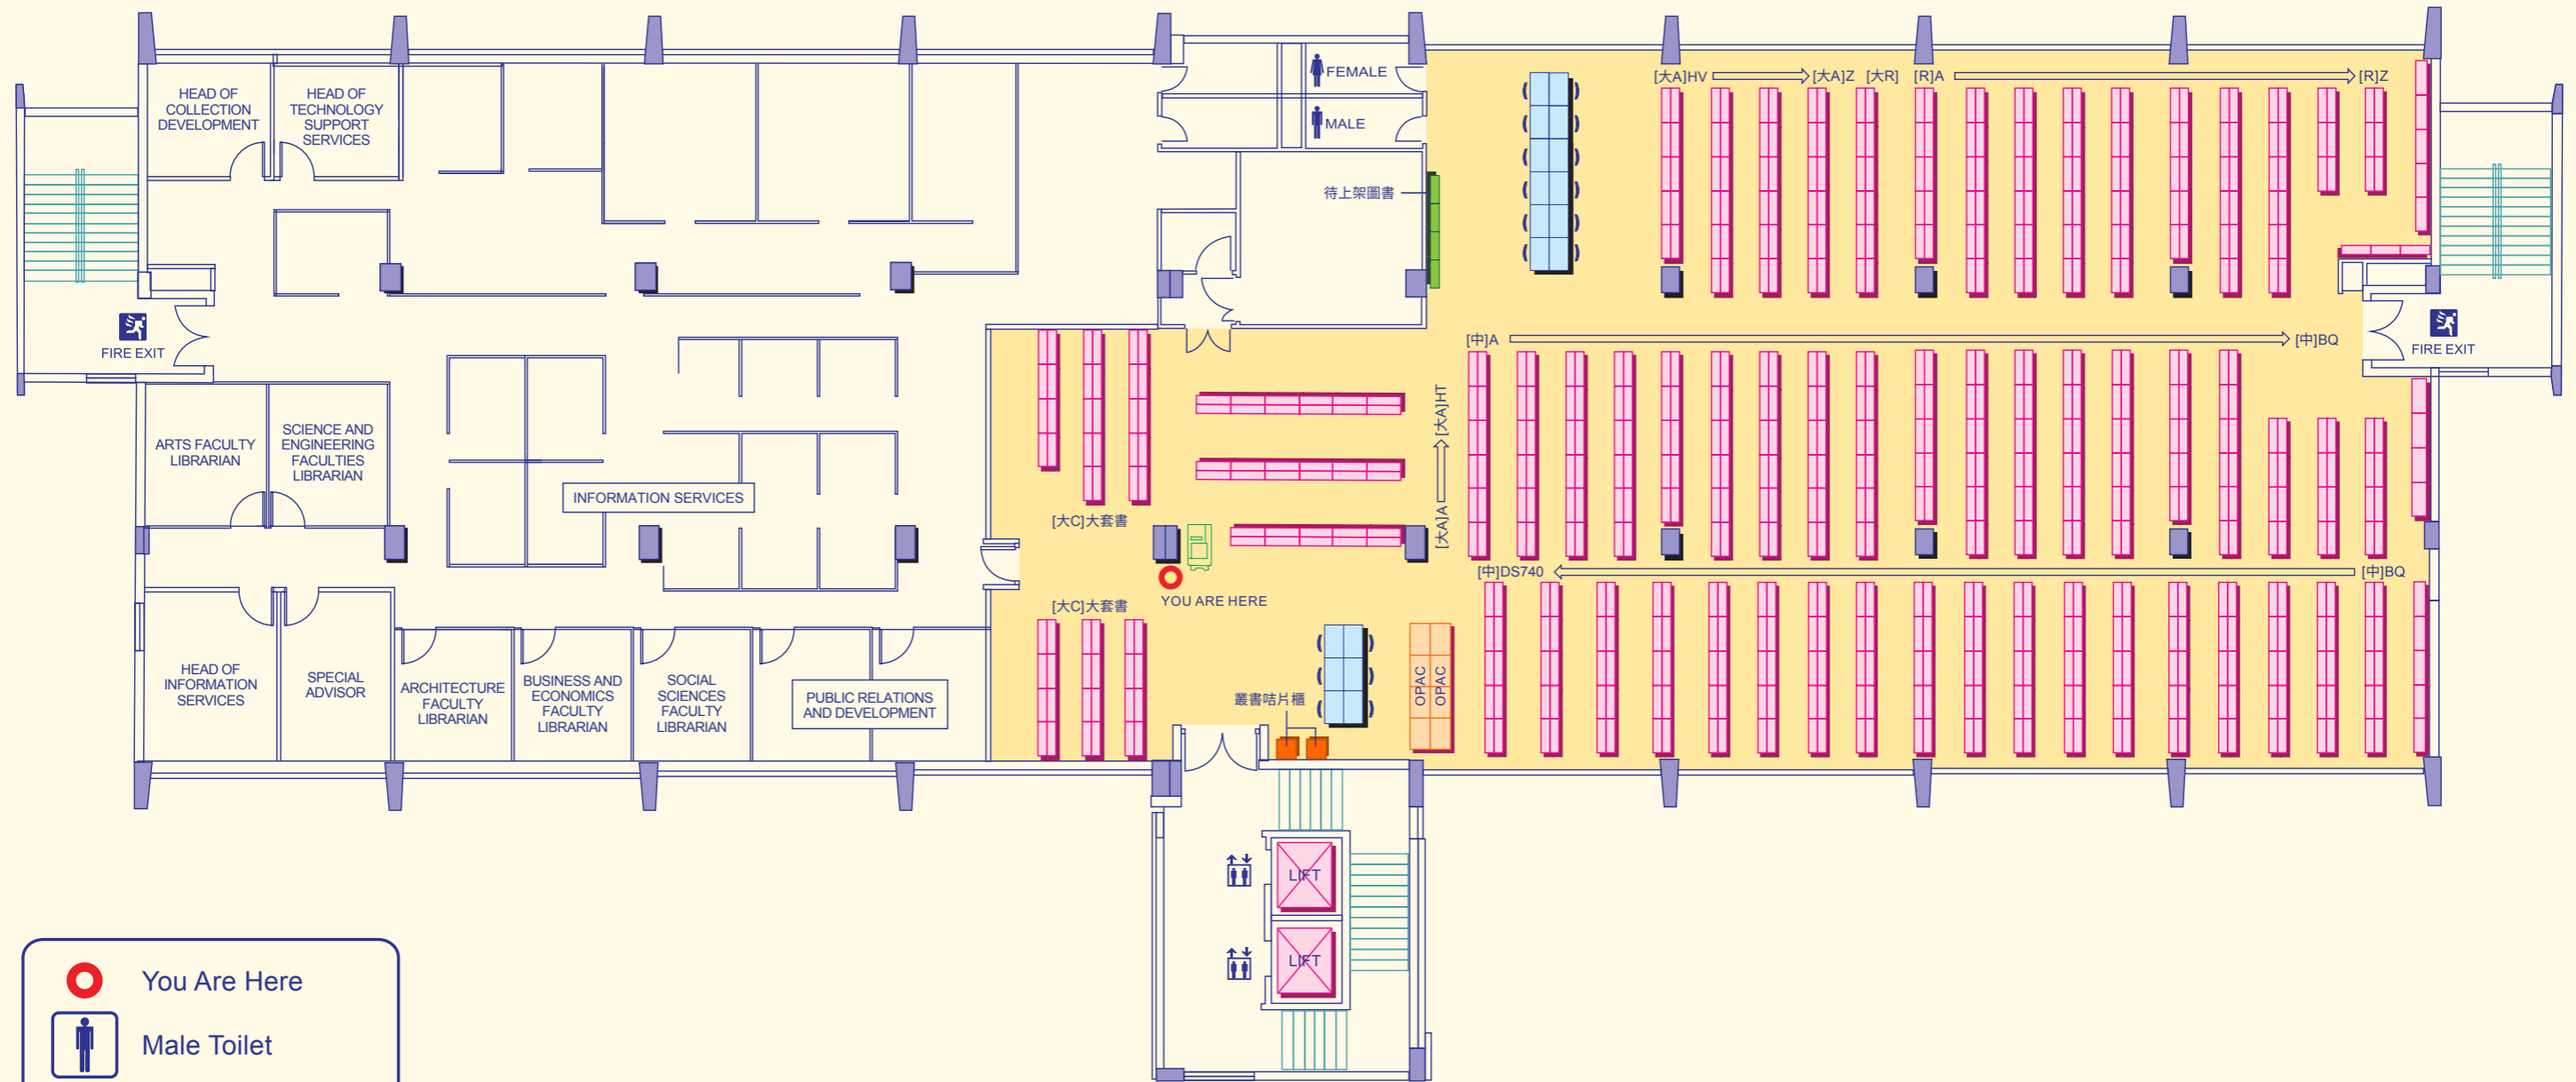 HEAD OF
COLLECTION
DEVELOPMENT
HEAD OF
TECHNOLOGY
SUPPORT
SERVICES
FEMALE
MALE
[大A]HV
[大A]Z
[大R]
[R]A
[R]Z
待上架圖書
FIRE EXIT
[中]A
[中]BQ
FIRE EXIT
ARTS FACULTY
LIBRARIAN
SCIENCE AND
ENGINEERING
FACULTIES
LIBRARIAN
INFORMATION SERVICES
[大C]大套書
[大A]HT
[大A]A
[中]DS740
[中]BQ
YOU ARE HERE
[大C]大套書
HEAD OF
INFORMATION
SERVICES
SPECIAL
ADVISOR
ARCHITECTURE
FACULTY
LIBRARIAN
BUSINESS AND
ECONOMICS
FACULTY
LIBRARIAN
SOCIAL
SCIENCES
FACULTY
LIBRARIAN
PUBLIC RELATIONS
AND DEVELOPMENT
叢書咭片櫃
OPAC
OPAC
LIFT
LIFT
You Are Here
Male Toilet